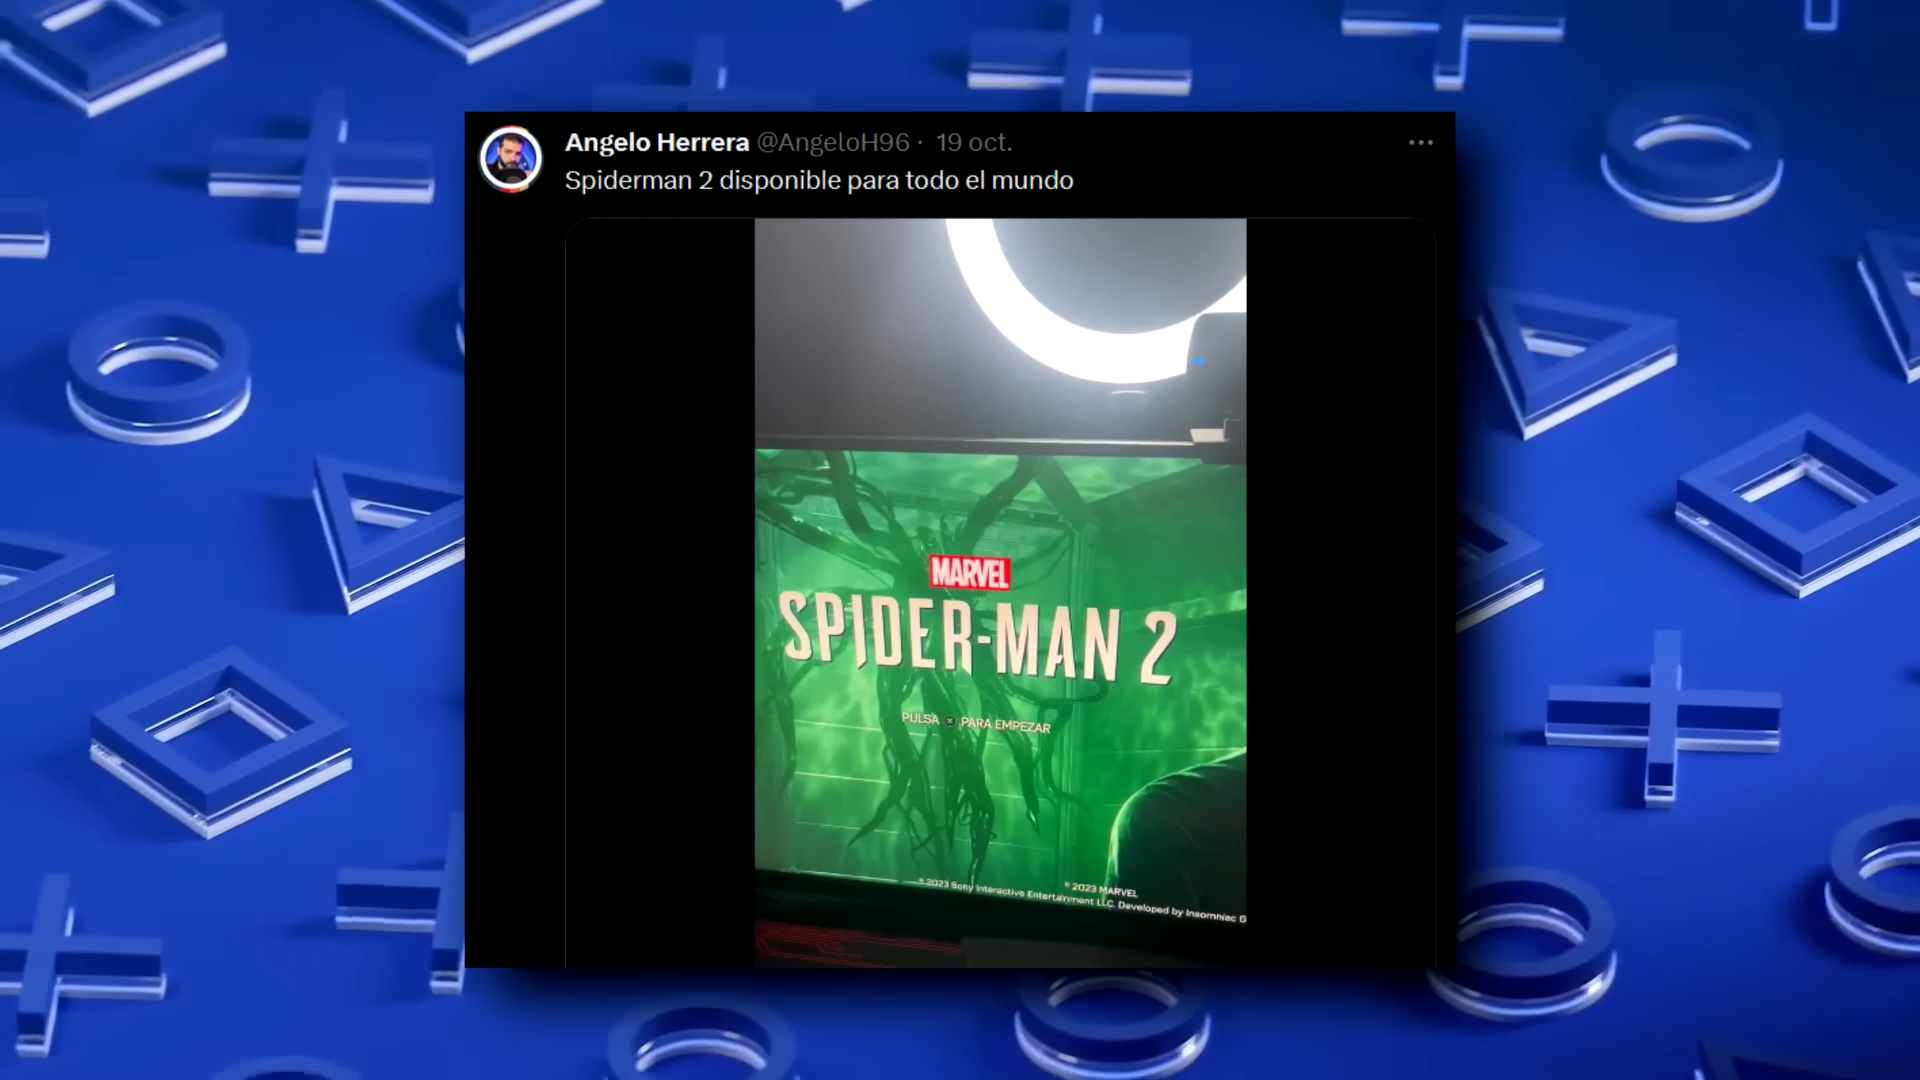 Angelo Herrera @AngeloH96 · 19 oct.
Spiderman 2 disponible para todo el mundo
MARVEL
SPIDER-MAN 2
PULSA ⊗ PARA EMPEZAR
© 2023 MARVEL
© 2023 Sony Interactive Entertainment LLC. Developed by Insomniac G